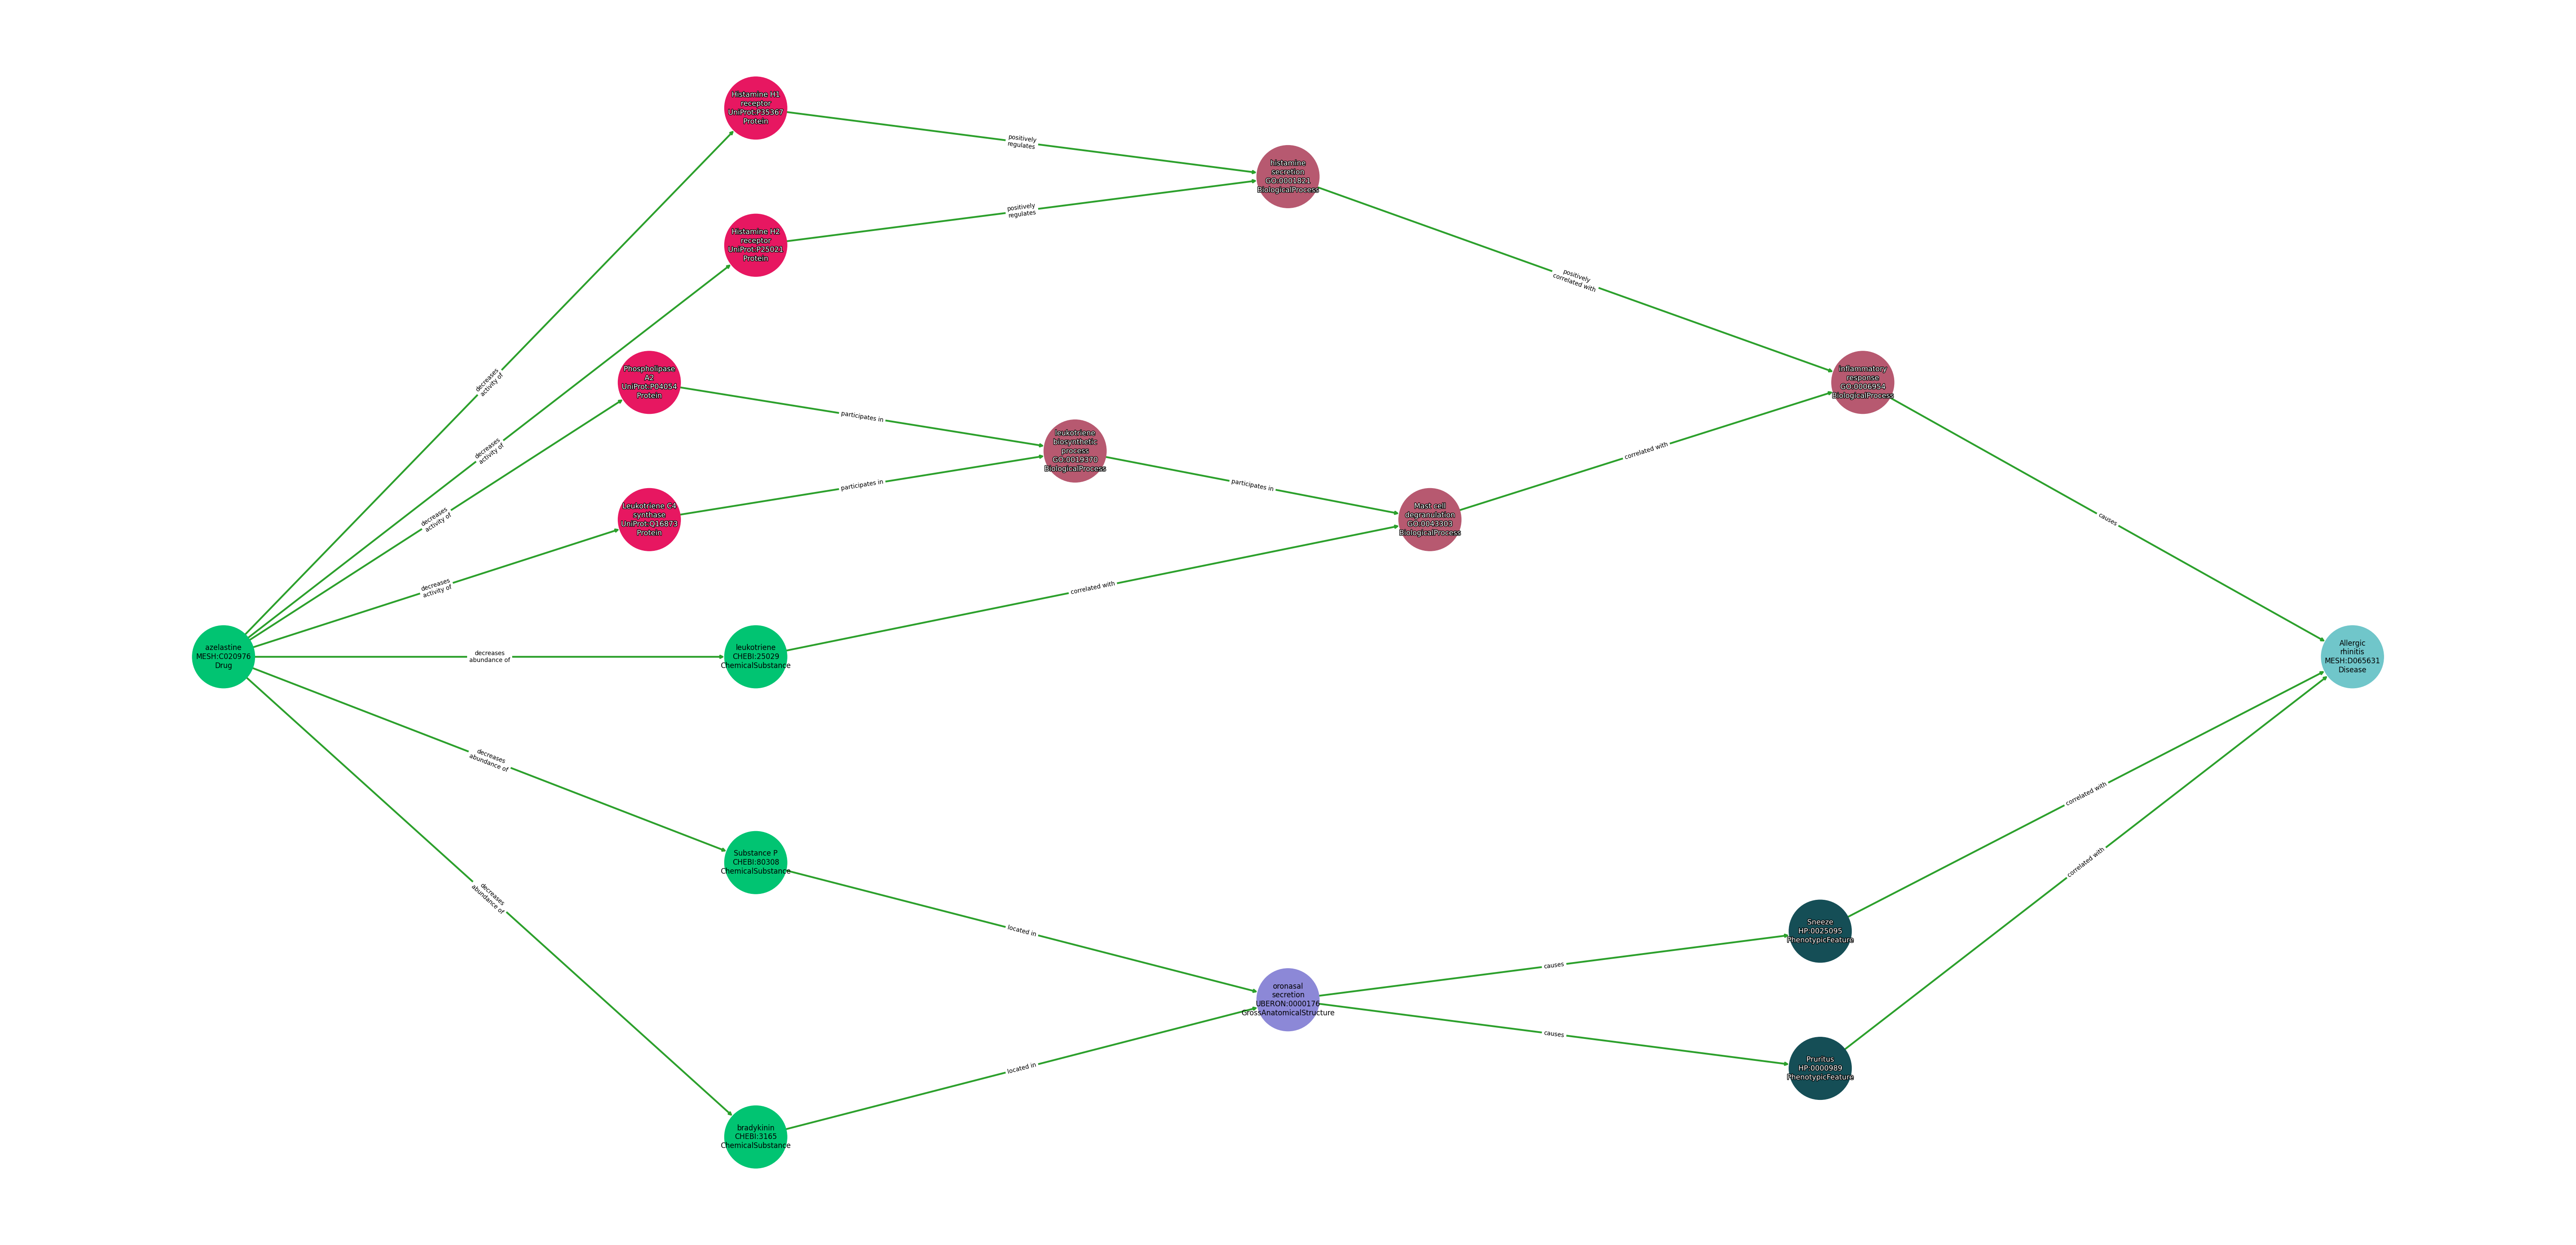 Histamine H1
receptor
UniProt:P35367
Protein
positively
regulates
histamine
secretion
GO:0001821
BiologicalProcess
Histamine H2
receptor
UniProt:P25021
Protein
positively
regulates
positively
correlated with
decreases
activity of
Phospholipase
A2
UniProt:P04054
Protein
inflammatory
response
GO:0006954
BiologicalProcess
participates in
decreases
activity of
leukotriene
biosynthetic
process
GO:0019370
BiologicalProcess
correlated with
participates in
participates in
decreases
activity of
Leukotriene C4
synthase
UniProt:Q16873
Protein
Mast cell
degranulation
GO:0043303
BiologicalProcess
causes
decreases
activity of
correlated with
azelastine
MESH:C020976
Drug
decreases
abundance of
leukotriene
CHEBI:25029
ChemicalSubstance
Allergic
rhinitis
MESH:D065631
Disease
decreases
abundance of
correlated with
Substance P
CHEBI:80308
ChemicalSubstance
correlated with
decreases
abundance of
located in
Sneeze
HP:0025095
PhenotypicFeature
causes
oronasal
secretion
UBERON:0000176
GrossAnatomicalStructure
causes
located in
Pruritus
HP:0000989
PhenotypicFeature
bradykinin
CHEBI:3165
ChemicalSubstance